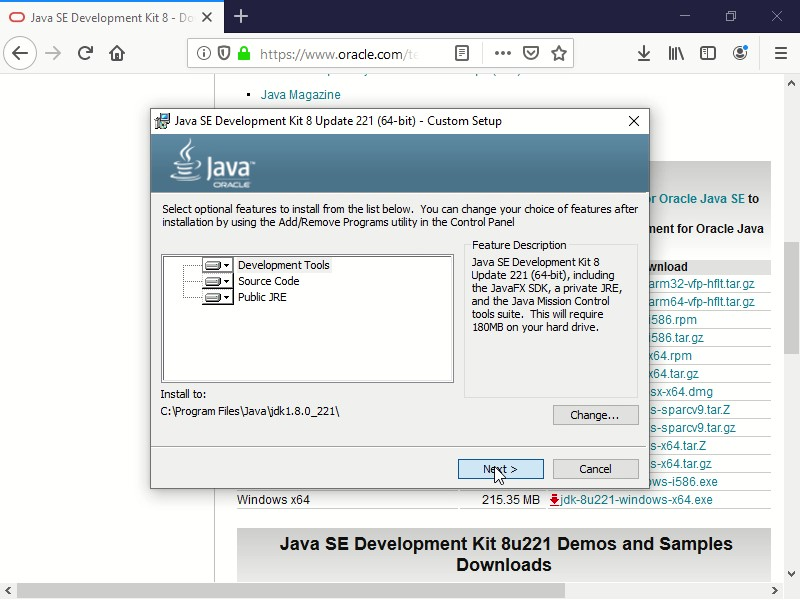 Java SE Development Kit 8 - Do
https://www.oracle.com/te
Java Magazine
Java SE Development Kit 8 Update 221 (64-bit) - Custom Setup
Java
ORACLE
Select optional features to install from the list below. You can change your choice of features after
installation by using the Add/Remove Programs utility in the Control Panel
Development Tools
Source Code
Public JRE
Feature Description
Java SE Development Kit 8
Update 221 (64-bit), including
the JavaFX SDK, a private JRE,
and the Java Mission Control
tools suite. This will require
180MB on your hard drive.
Install to:
C:\Program Files\Java\jdk1.8.0_221\
Change...
Next >
Cancel
r Oracle Java SE to
ment for Oracle Java
wnload
arm32-vfp-hflt.tar.gz
arm64-vfp-hflt.tar.gz
i586.rpm
i586.tar.gz
x64.rpm
x64.tar.gz
sx-x64.dmg
s-sparcv9.tar.Z
s-sparcv9.tar.gz
s-x64.tar.Z
s-x64.tar.gz
ws-i586.exe
Windows x64 215.35 MB jdk-8u221-windows-x64.exe
Java SE Development Kit 8u221 Demos and Samples
Downloads